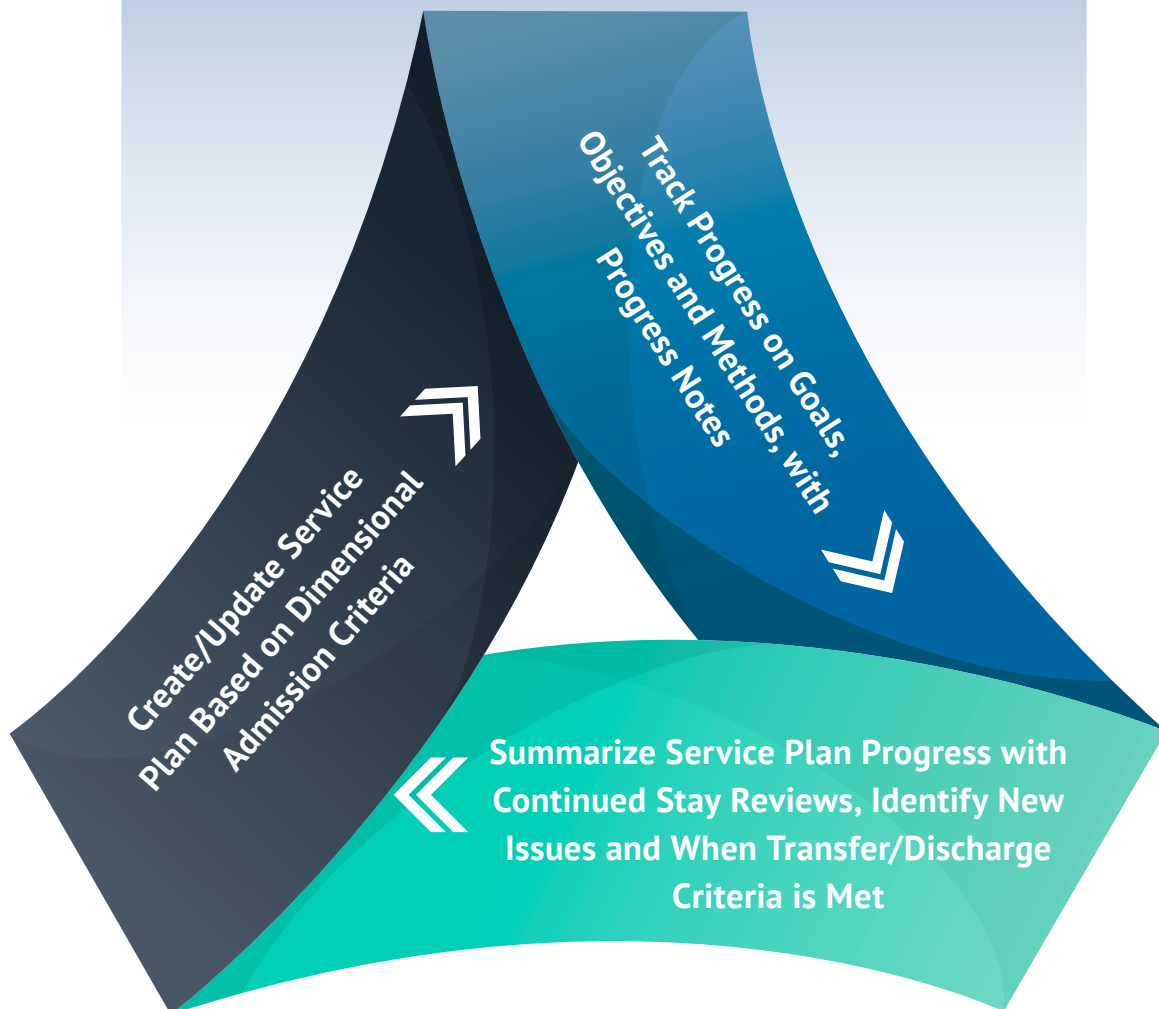 Create/Update Service
Plan Based on Dimensional
Admission Criteria
Track Progress on Goals,
Objectives and Methods, with
Progress Notes
Summarize Service Plan Progress with
Continued Stay Reviews, Identify New
Issues and When Transfer/Discharge
Criteria is Met